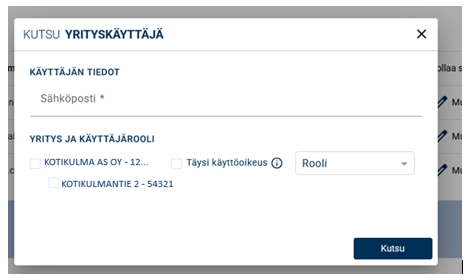 KUTSU YRITYSKÄYTTÄJÄ
KÄYTTÄJÄN TIEDOT
Sähköposti *
YRITYS JA KÄYTTÄJÄROOLI
KOTIKULMA AS OY - 12... Täysi käyttöoikeus Rooli
KOTIKULMANTIE 2 - 54321
Kutsu